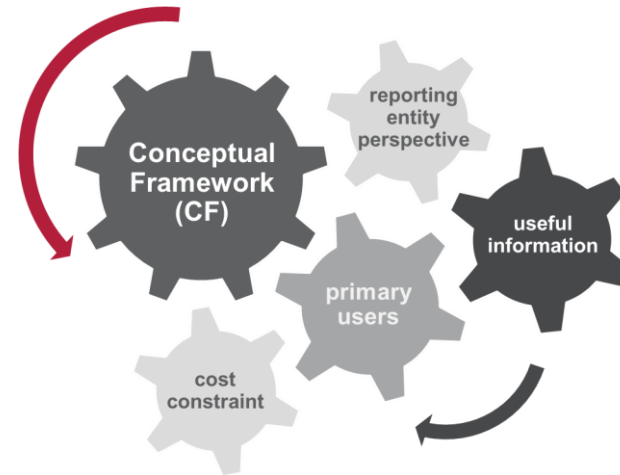 Conceptual
Framework
(CF)
reporting
entity
perspective
useful
information
primary
users
cost
constraint